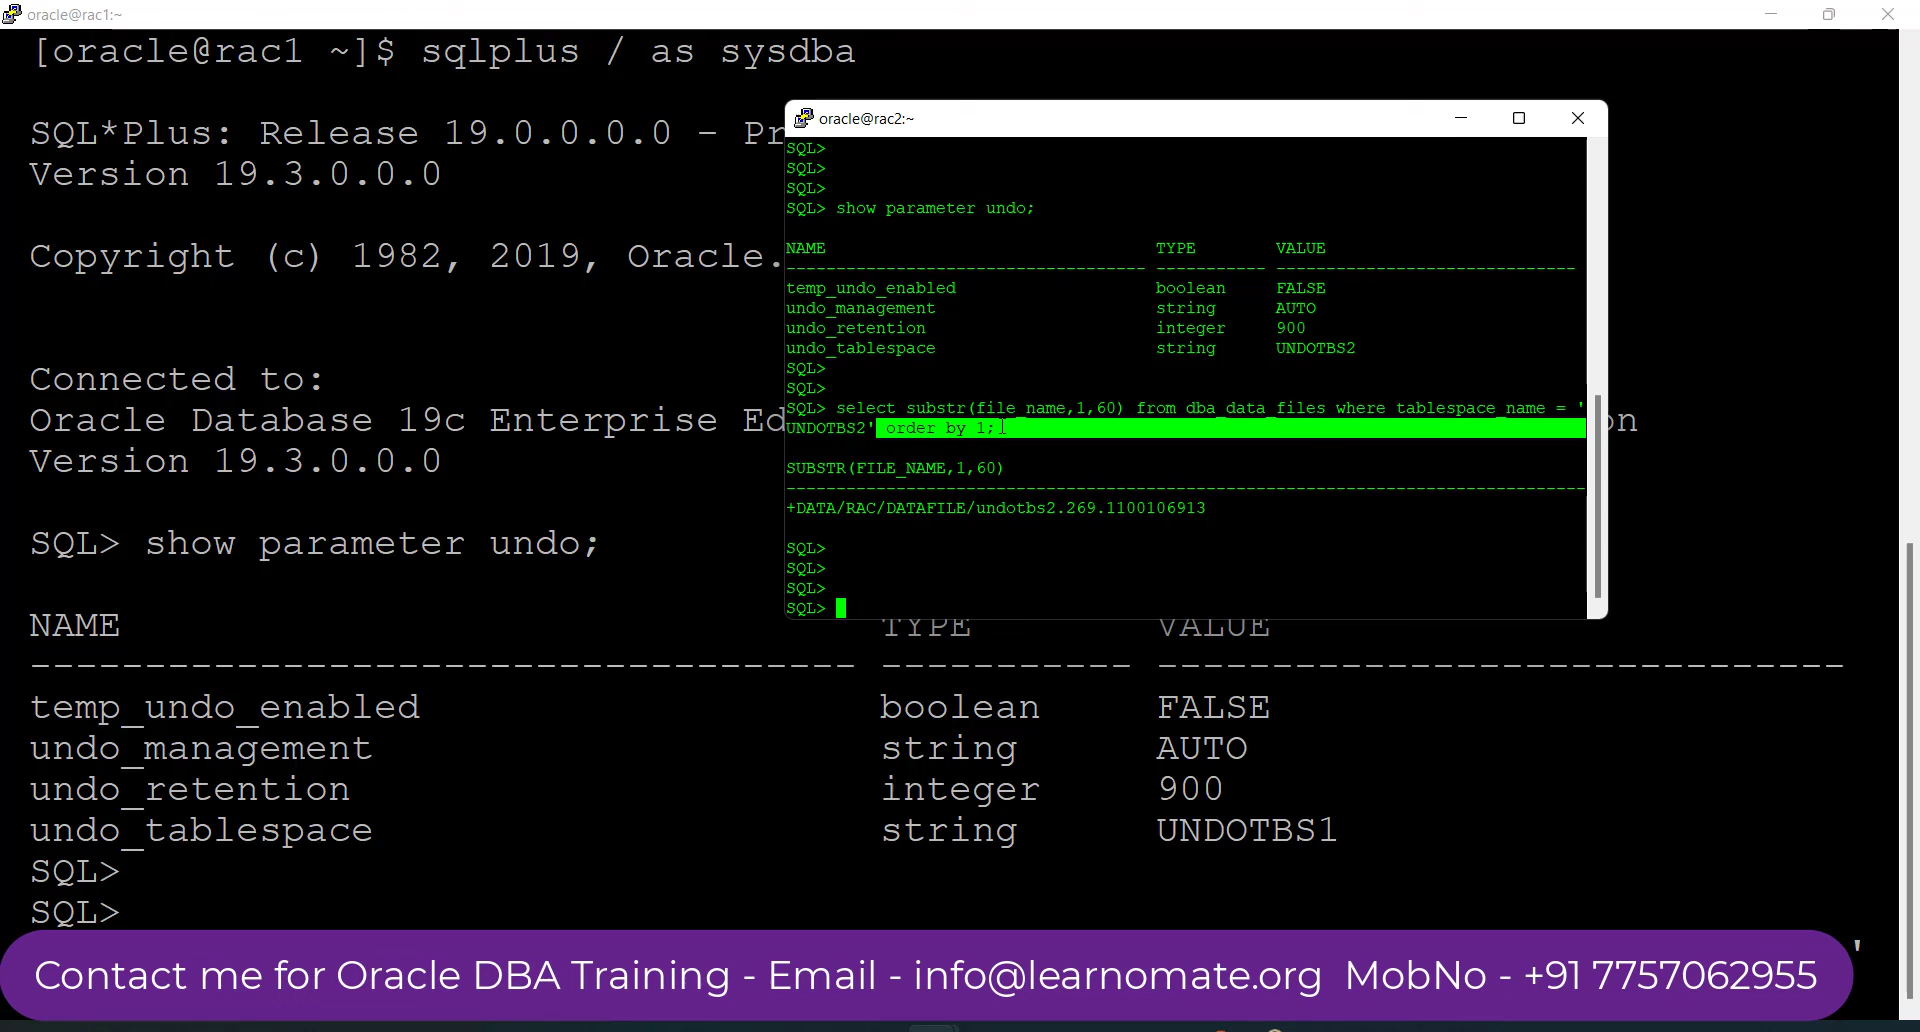 oracle@rac1:~
[oracle@rac1 ~]$ sqlplus / as sysdba
SQL*Plus: Release 19.0.0.0.0 - Pr
Version 19.3.0.0.0
Copyright (c) 1982, 2019, Oracle.
Connected to:
Oracle Database 19c Enterprise Ed
on
Version 19.3.0.0.0
SQL> show parameter undo;
NAME TYPE VALUE
------------------------------------ ----------- ------------------------------
temp_undo_enabled boolean FALSE
undo_management string AUTO
undo_retention integer 900
undo_tablespace string UNDOTBS1
SQL>
SQL>
'
oracle@rac2:~
SQL>
SQL>
SQL>
SQL> show parameter undo;
NAME TYPE VALUE
------------------------------------ ----------- ------------------------------
temp_undo_enabled boolean FALSE
undo_management string AUTO
undo_retention integer 900
undo_tablespace string UNDOTBS2
SQL>
SQL>
SQL> select substr(file_name,1,60) from dba_data_files where tablespace_name = '
UNDOTBS2' order by 1;
SUBSTR(FILE_NAME,1,60)
--------------------------------------------------------------------------------
+DATA/RAC/DATAFILE/undotbs2.269.1100106913
SQL>
SQL>
SQL>
SQL>
Contact me for Oracle DBA Training - Email - info@learnomate.org MobNo - +91 7757062955